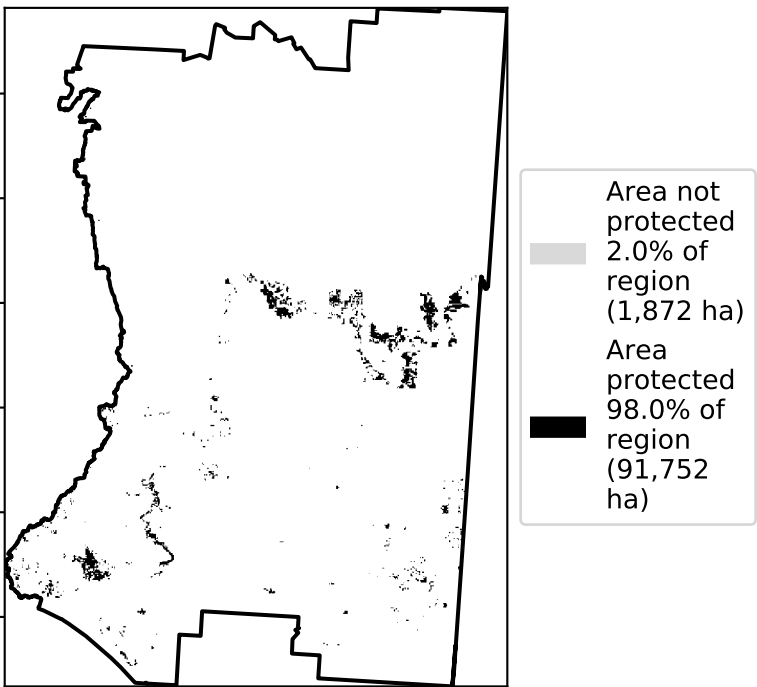 Area not
protected
2.0% of
region
(1,872 ha)
Area
protected
98.0% of
region
(91,752
ha)